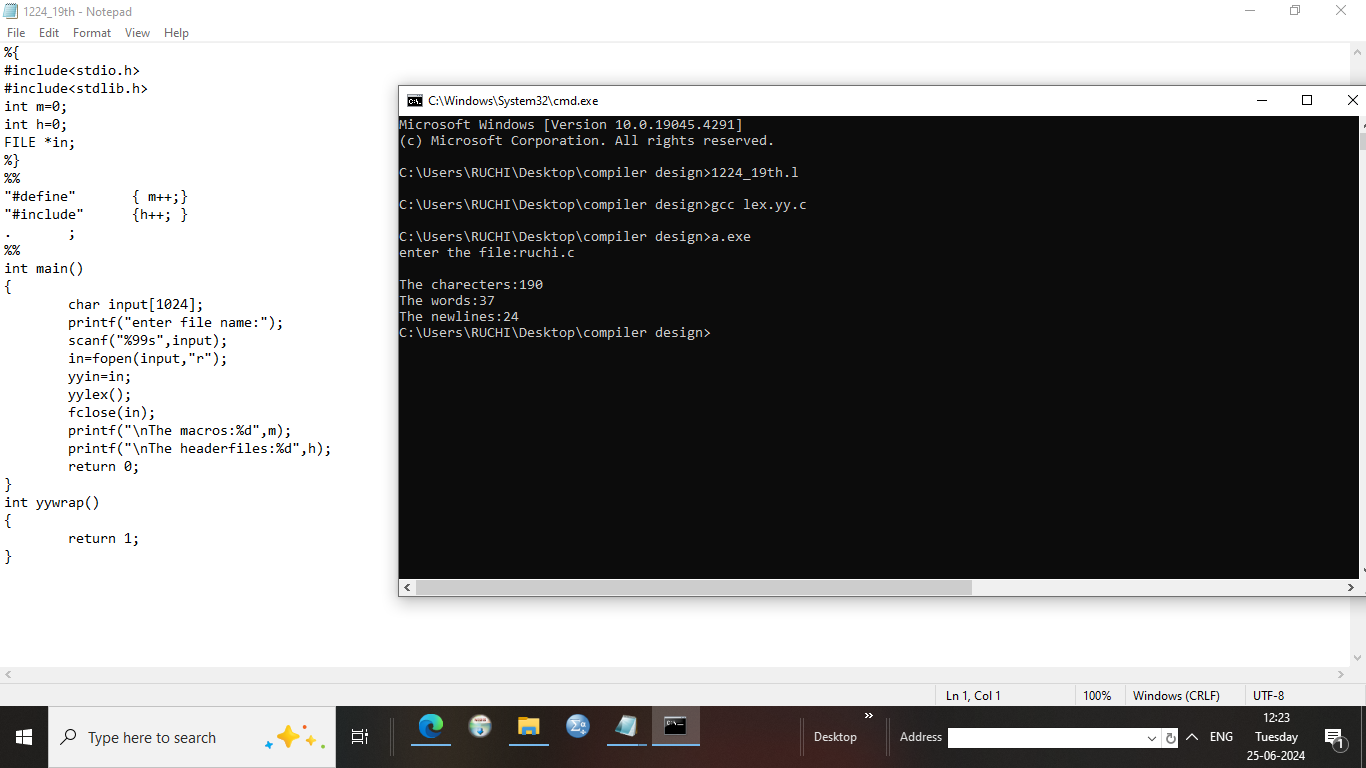 1224_19th - Notepad
File Edit Format View Help
%{
#include<stdio.h>
#include<stdlib.h>
int m=0;
int h=0;
FILE *in;
%}
%%
"#define" { m++;}
"#include" {h++; }
. ;
%%
int main()
{
char input[1024];
printf("enter file name:");
scanf("%99s",input);
in=fopen(input,"r");
yyin=in;
yylex();
fclose(in);
printf("\nThe macros:%d",m);
printf("\nThe headerfiles:%d",h);
return 0;
}
int yywrap()
{
return 1;
}
C:\Windows\System32\cmd.exe
Microsoft Windows [Version 10.0.19045.4291]
(c) Microsoft Corporation. All rights reserved.
C:\Users\RUCHI\Desktop\compiler design>1224_19th.l
C:\Users\RUCHI\Desktop\compiler design>gcc lex.yy.c
C:\Users\RUCHI\Desktop\compiler design>a.exe
enter the file:ruchi.c
The charecters:190
The words:37
The newlines:24
C:\Users\RUCHI\Desktop\compiler design>
Ln 1, Col 1 100% Windows (CRLF) UTF-8
Type here to search
Desktop
Address
ENG
12:23
Tuesday
25-06-2024
1